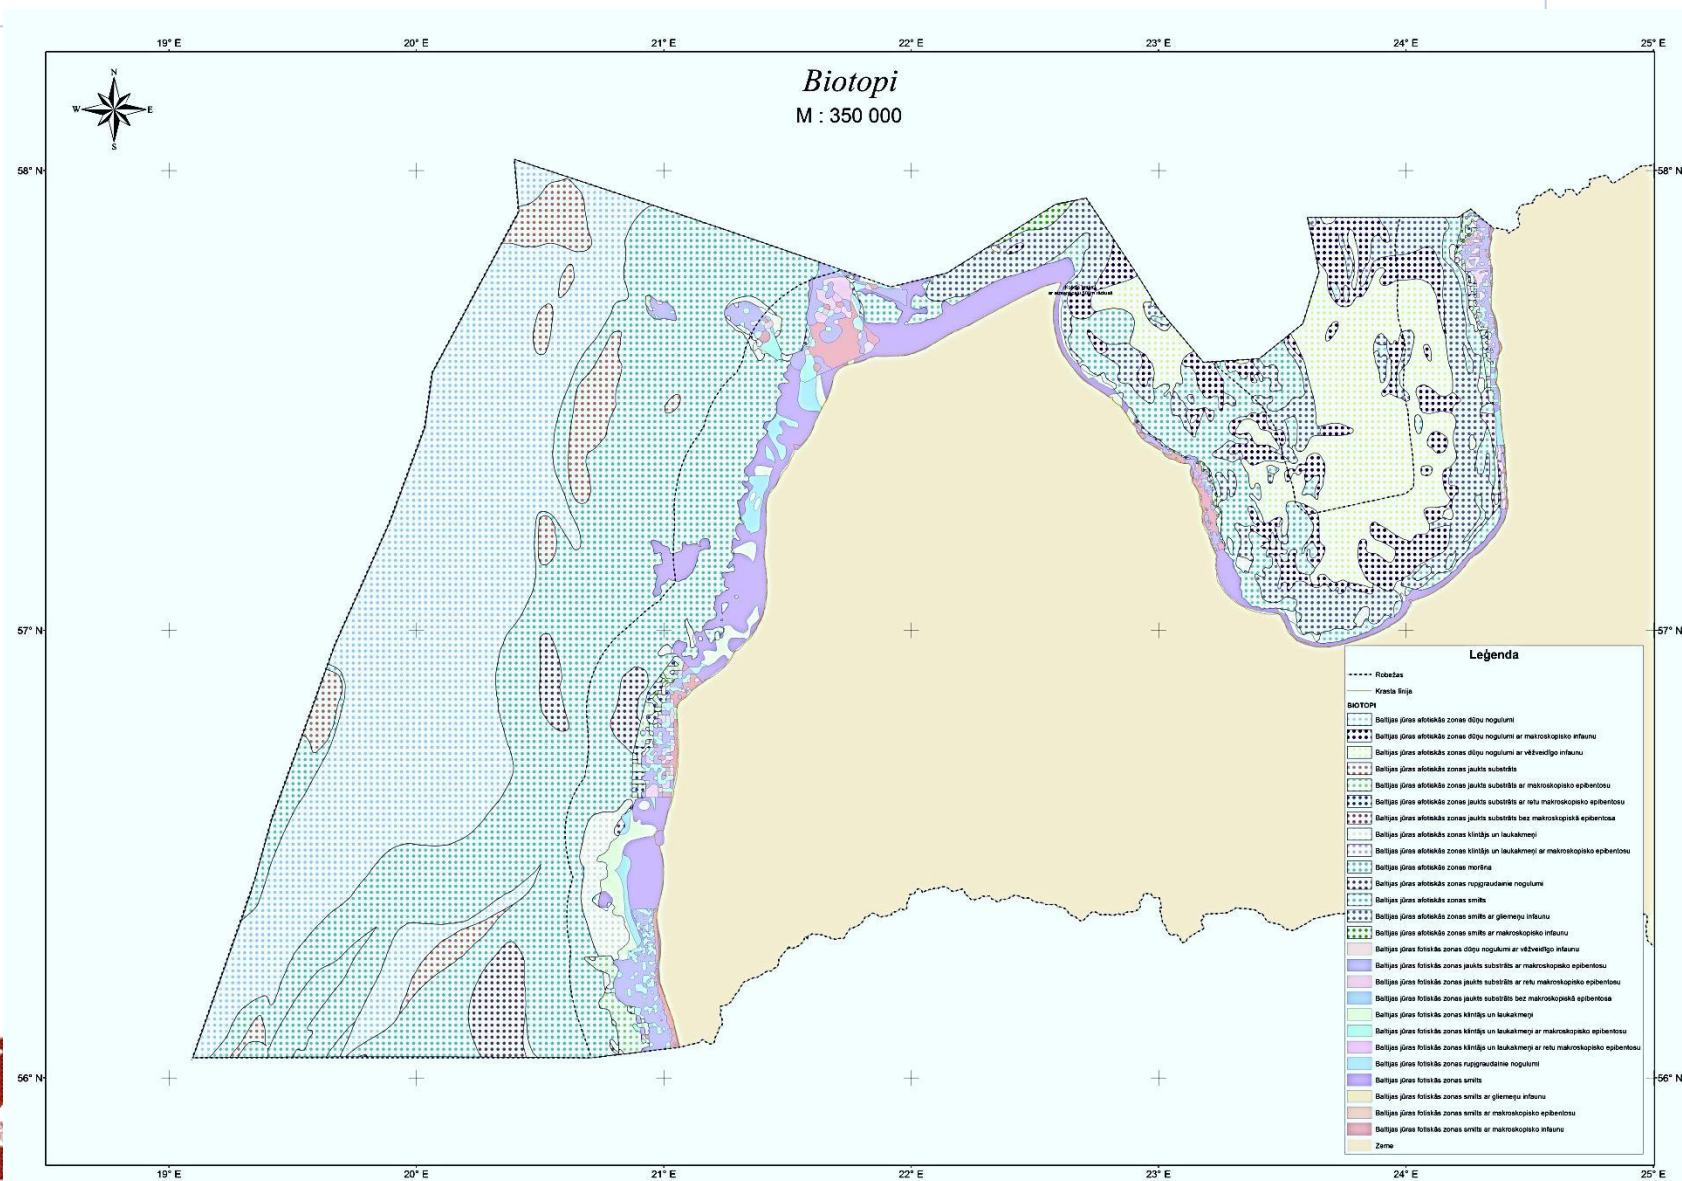 19° E 20° E 21° E 22° E 23° E 24° E 25° E
N
W E
S
Biotopi
M : 350 000
58° N 58° N
57° N 57° N
Leģenda
Robežas
Krasta līnija
BIOTOPI
Baltijas jūras afotiskās zonas dūņu nogulumi
Baltijas jūras afotiskās zonas dūņu nogulumi ar makroskopisko infaunu
Baltijas jūras afotiskās zonas dūņu nogulumi ar vēžveidīgo infaunu
Baltijas jūras afotiskās zonas jaukts substrāts
Baltijas jūras afotiskās zonas jaukts substrāts ar makroskopisko epibentosu
Baltijas jūras afotiskās zonas jaukts substrāts ar retu makroskopisko epibentosu
Baltijas jūras afotiskās zonas jaukts substrāts bez makroskopiskā epibentosa
Baltijas jūras afotiskās zonas klintājs un laukakmeņi
Baltijas jūras afotiskās zonas klintājs un laukakmeņi ar makroskopisko epibentosu
Baltijas jūras afotiskās zonas morēna
Baltijas jūras afotiskās zonas rupjgraudainie nogulumi
Baltijas jūras afotiskās zonas smilts
Baltijas jūras afotiskās zonas smilts ar gliemeņu infaunu
Baltijas jūras afotiskās zonas smilts ar makroskopisko infaunu
Baltijas jūras fotiskās zonas dūņu nogulumi ar vēžveidīgo infaunu
Baltijas jūras fotiskās zonas jaukts substrāts ar makroskopisko epibentosu
Baltijas jūras fotiskās zonas jaukts substrāts ar retu makroskopisko epibentosu
Baltijas jūras fotiskās zonas jaukts substrāts bez makroskopiskā epibentosa
Baltijas jūras fotiskās zonas klintājs un laukakmeņi
Baltijas jūras fotiskās zonas klintājs un laukakmeņi ar makroskopisko epibentosu
Baltijas jūras fotiskās zonas klintājs un laukakmeņi ar retu makroskopisko epibentosu
Baltijas jūras fotiskās zonas rupjgraudainie nogulumi
Baltijas jūras fotiskās zonas smilts
Baltijas jūras fotiskās zonas smilts ar gliemeņu infaunu
Baltijas jūras fotiskās zonas smilts ar makroskopisko epibentosu
Baltijas jūras fotiskās zonas smilts ar makroskopisko infaunu
Zeme
56° N 56° N
19° E 20° E 21° E 22° E 23° E 24° E 25° E